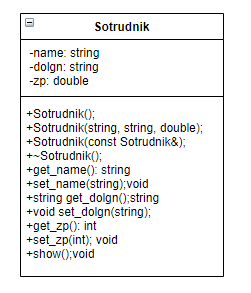 Sotrudnik
-name: string
-dolgn: string
-zp: double
+Sotrudnik();
+Sotrudnik(string, string, double);
+Sotrudnik(const Sotrudnik&);
+~Sotrudnik();
+get_name(): string
+set_name(string);void
+string get_dolgn();string
+void set_dolgn(string);
+get_zp(): int
+set_zp(int); void
+show();void